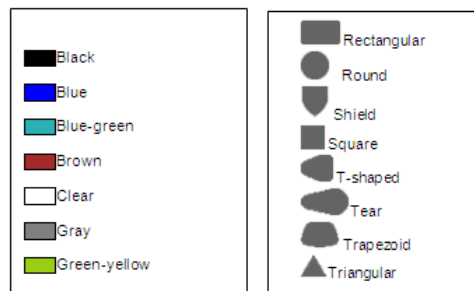 Black
Blue
Blue-green
Brown
Clear
Gray
Green-yellow
Rectangular
Round
Shield
Square
T-shaped
Tear
Trapezoid
Triangular